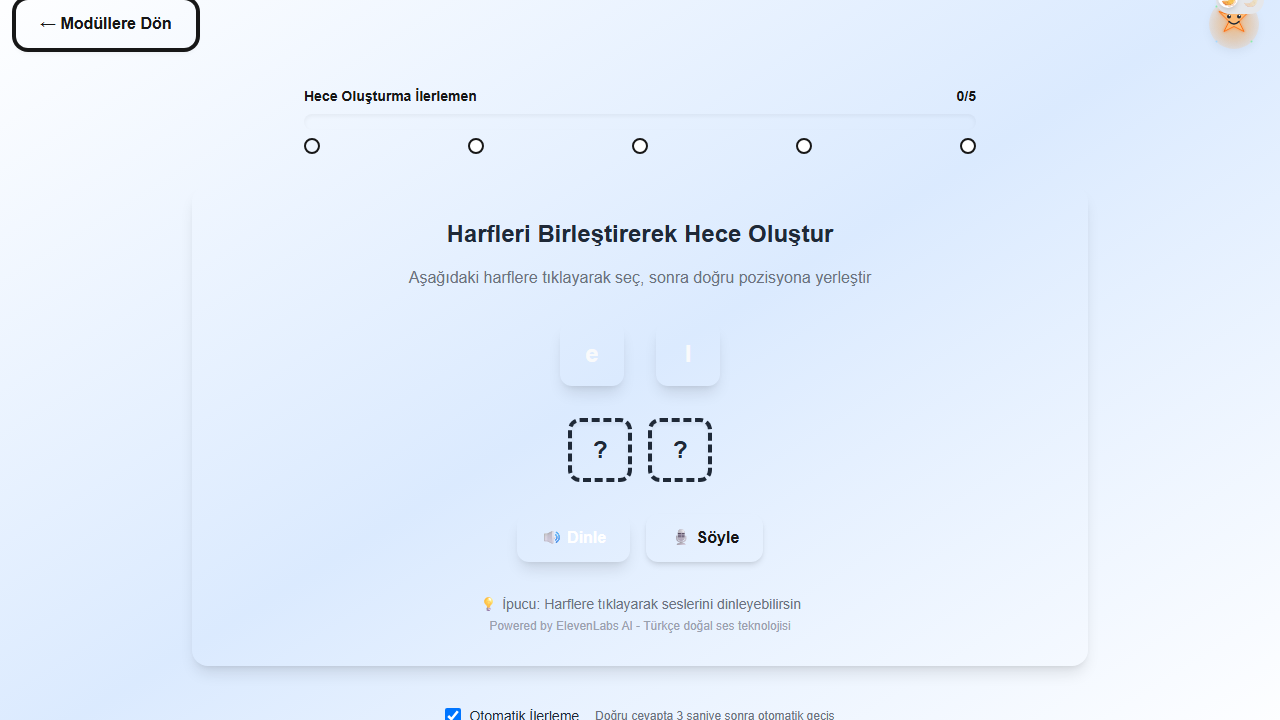 ← Modüllere Dön
Hece Oluşturma İlerlemen 0/5
Harfleri Birleştirerek Hece Oluştur
Aşağıdaki harflere tıklayarak seç, sonra doğru pozisyona yerleştir
e l
? ?
Dinle Söyle
İpucu: Harflere tıklayarak seslerini dinleyebilirsin
Powered by ElevenLabs AI - Türkçe doğal ses teknolojisi
Otomatik İlerleme Doğru cevapta 3 saniye sonra otomatik geçiş